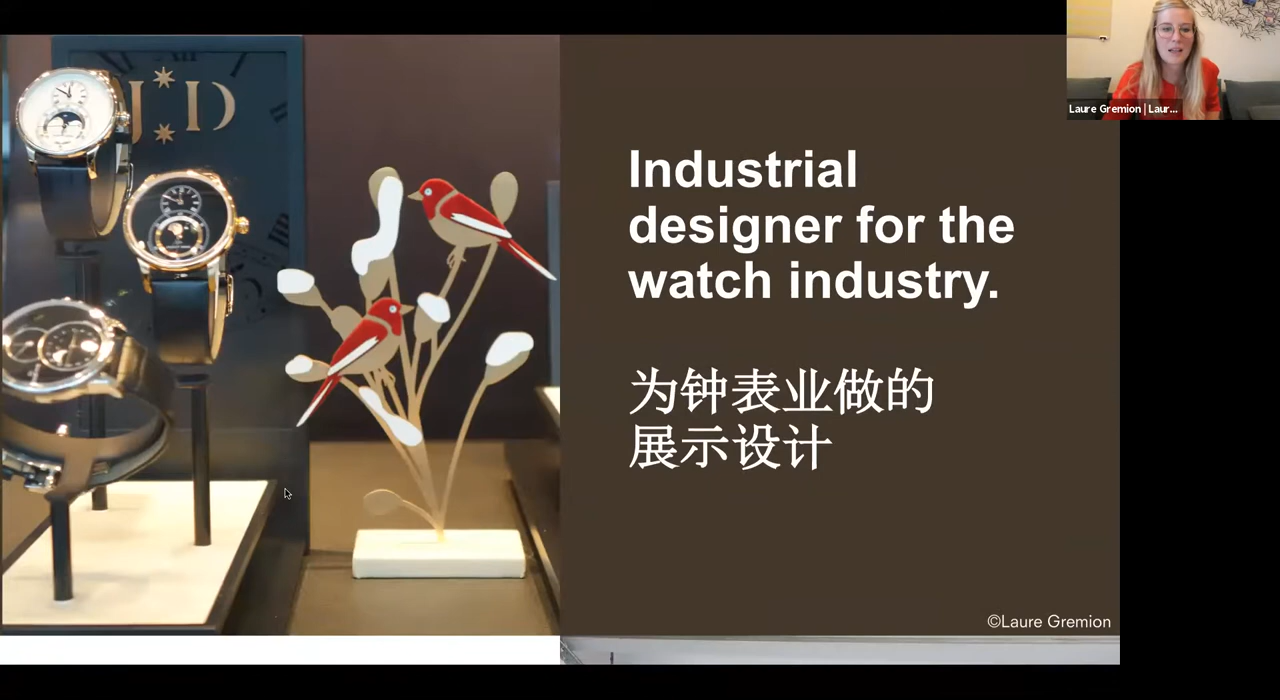 JD
Industrial
designer for the
watch industry.
为钟表业做的
展示设计
©Laure Gremion
Laure Gremion | Laur...